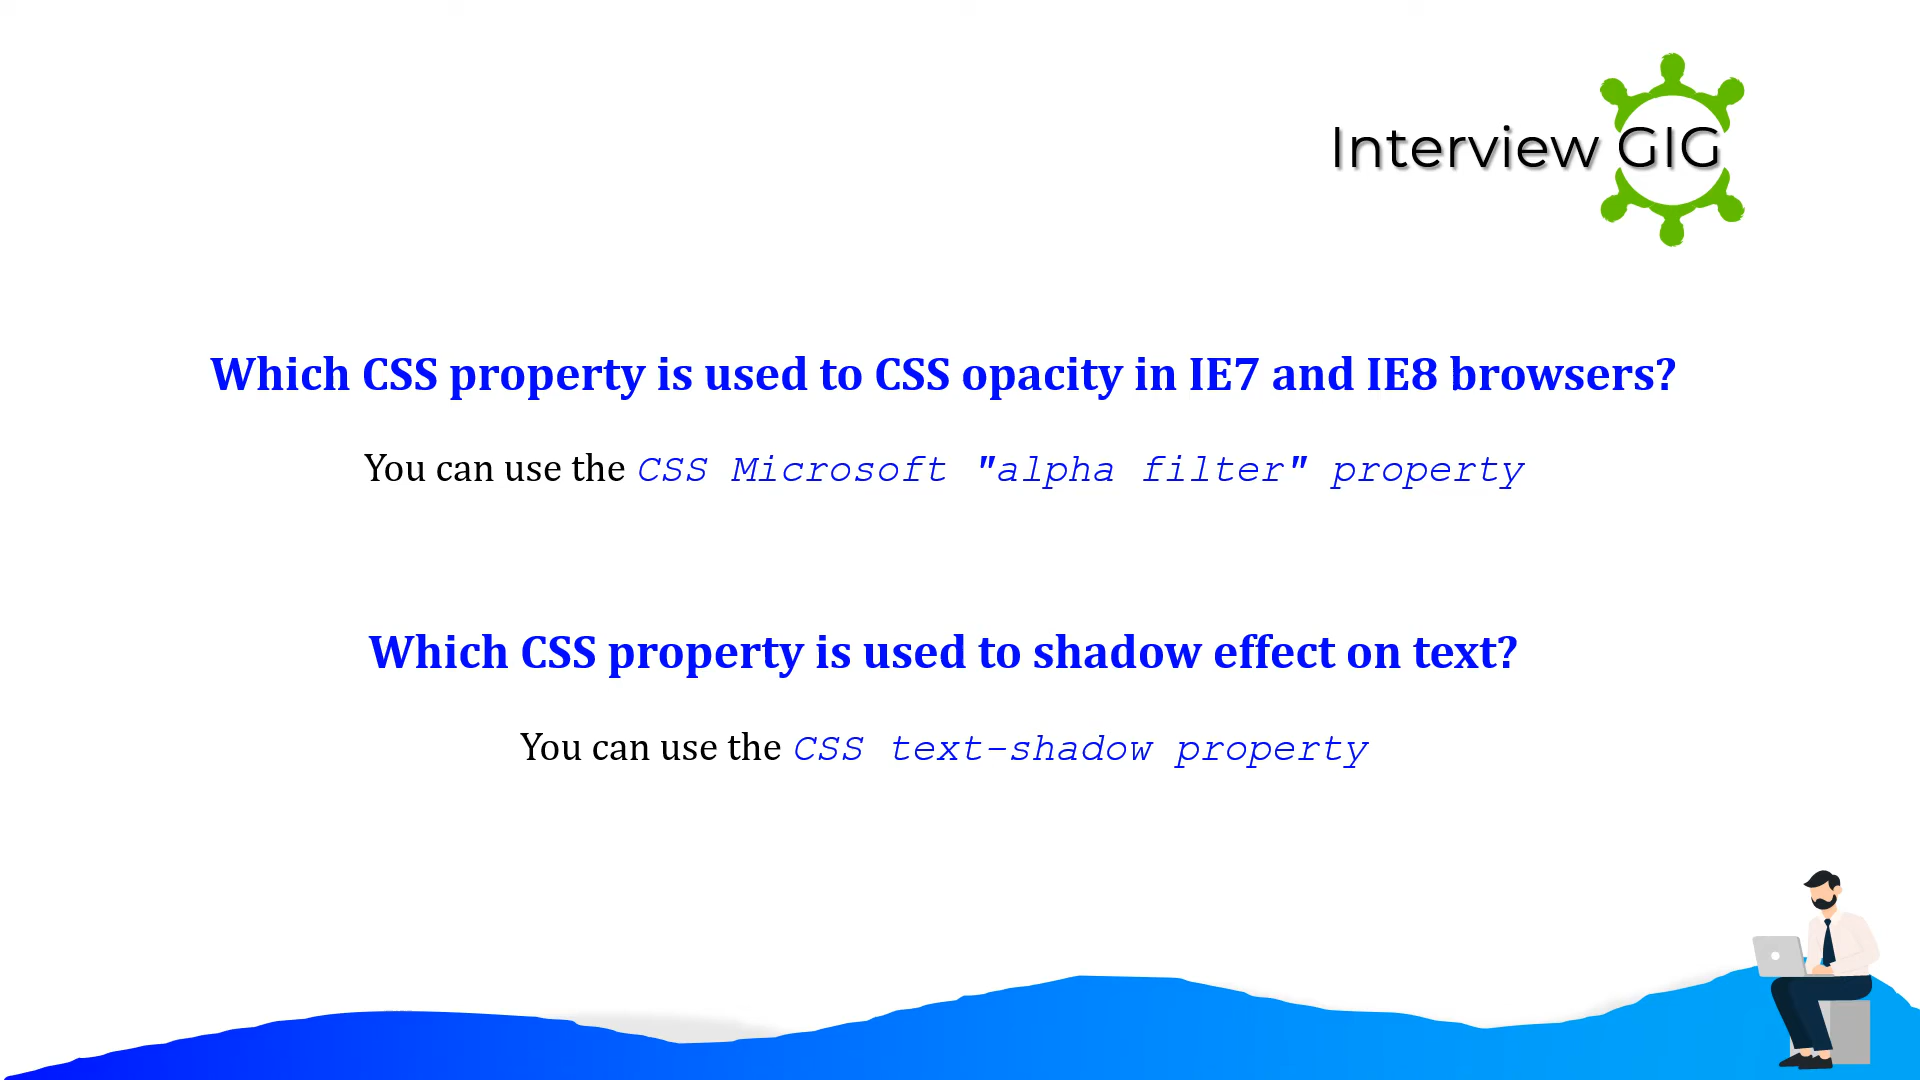 Interview GIG
Which CSS property is used to CSS opacity in IE7 and IE8 browsers?
You can use the CSS Microsoft "alpha filter" property
Which CSS property is used to shadow effect on text?
You can use the CSS text-shadow property